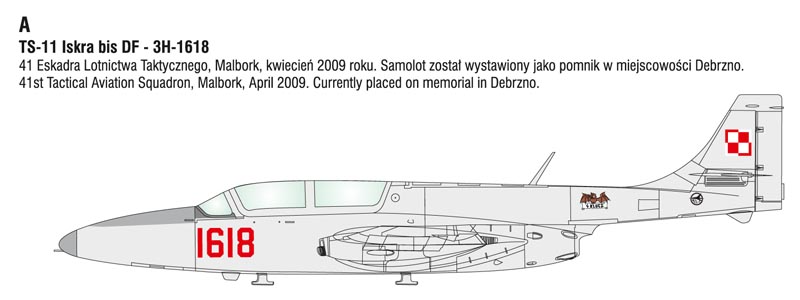 A
TS-11 Iskra bis DF - 3H-1618
41 Eskadra Lotnictwa Taktycznego, Malbork, kwiecień 2009 roku. Samolot został wystawiony jako pomnik w miejscowości Debrzno.
41st Tactical Aviation Squadron, Malbork, April 2009. Currently placed on memorial in Debrzno.
1618